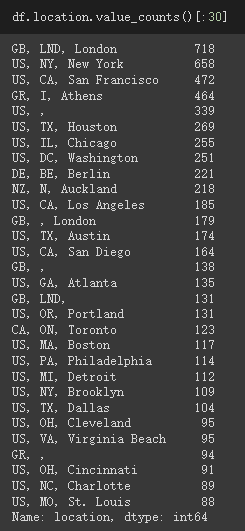 df.location.value_counts()[:30]
GB, LND, London 718
US, NY, New York 658
US, CA, San Francisco 472
GR, I, Athens 464
US, , 339
US, TX, Houston 269
US, IL, Chicago 255
US, DC, Washington 251
DE, BE, Berlin 221
NZ, N, Auckland 218
US, CA, Los Angeles 185
GB, , London 179
US, TX, Austin 174
US, CA, San Diego 164
GB, , 138
US, GA, Atlanta 135
GB, LND, 131
US, OR, Portland 131
CA, ON, Toronto 123
US, MA, Boston 117
US, PA, Philadelphia 114
US, MI, Detroit 112
US, NY, Brooklyn 109
US, TX, Dallas 104
US, OH, Cleveland 95
US, VA, Virginia Beach 95
GR, , 94
US, OH, Cincinnati 91
US, NC, Charlotte 89
US, MO, St. Louis 88
Name: location, dtype: int64